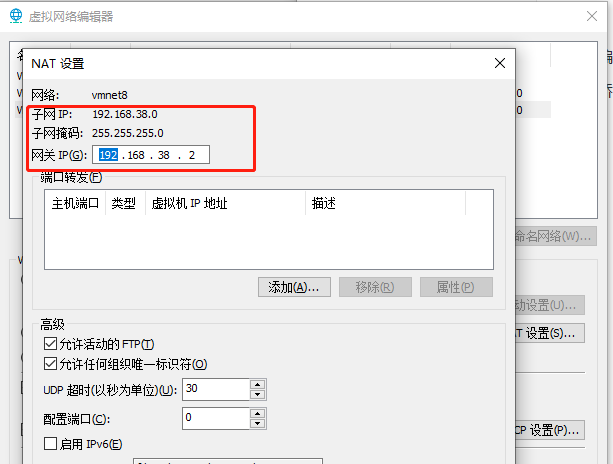 虚拟网络编辑器
NAT 设置
网络: vmnet8
子网 IP: 192.168.38.0
子网掩码: 255.255.255.0
网关 IP(G): 192 . 168 . 38 . 2
端口转发(F)
主机端口 类型 虚拟机 IP 地址 描述
命名网络(W)...
添加(A)... 移除(R) 属性(P)
高级
动设置(U)...
允许活动的 FTP(T)
T 设置(S)...
允许任何组织唯一标识符(O)
UDP 超时(以秒为单位)(U): 30
配置端口(C): 0
CP 设置(P)...
启用 IPv6(E)